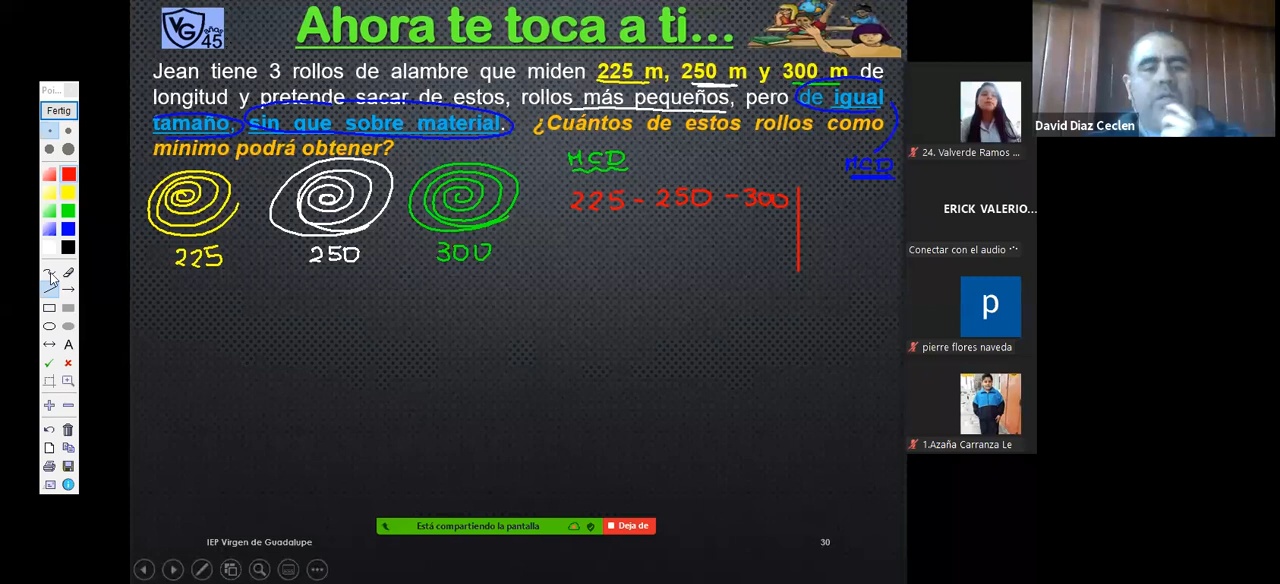 VG
años
45
Ahora te toca a ti...
Jean tiene 3 rollos de alambre que miden 225 m, 250 m y 300 m de
longitud y pretende sacar de estos, rollos más pequeños, pero de igual
tamaño, sin que sobre material. ¿Cuántos de estos rollos como
mínimo podrá obtener?
MCD
MCD
225 - 250 - 300
225
250
300
Poi...
Fertig
A
David Diaz Ceclen
24. Valverde Ramos ...
ERICK VALERIO...
Conectar con el audio
p
pierre flores naveda
1.Azaña Carranza Le
Está compartiendo la pantalla
Deja de
IEP Virgen de Guadalupe
30